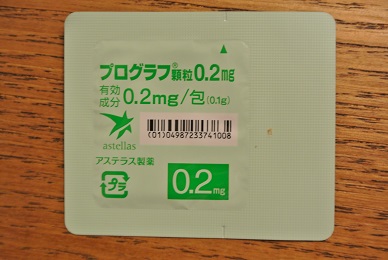 プログラフ®顆粒0.2mg
有効成分 0.2mg/包(0.1g)
(01)04987233741008
astellas
アステラス製薬
プラ
0.2mg